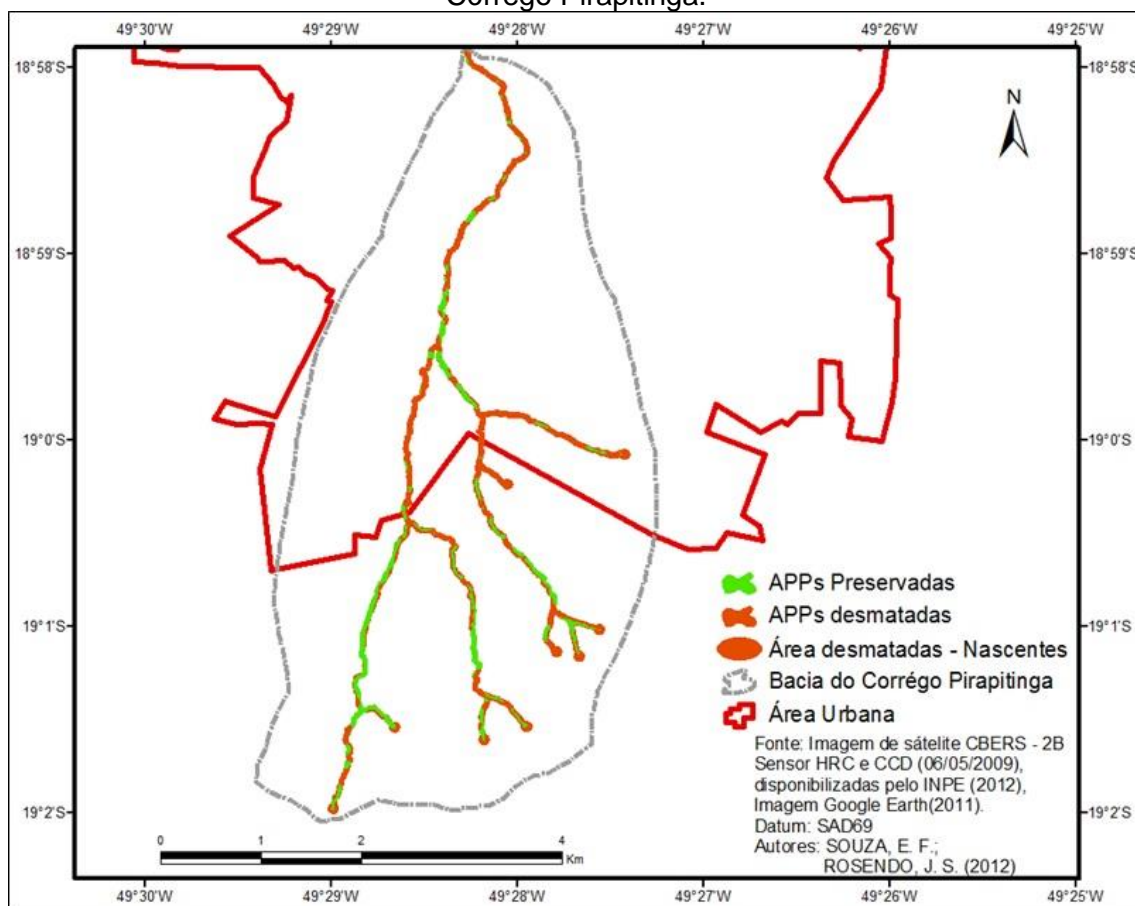 Corrego Pirapitinga.
49°30'W 49°29'W 49°28'W 49°27'W 49°26'W 49°25'W
18°58'S 18°58'S
N
18°59'S 18°59'S
19°0'S 19°0'S
APPs Preservadas
APPs desmatadas
19°1'S 19°1'S
Área desmatadas - Nascentes
Bacia do Corrégo Pirapitinga
Área Urbana
Fonte: Imagem de sátelite CBERS - 2B
Sensor HRC e CCD (06/05/2009),
disponibilizadas pelo INPE (2012),
19°2'S 19°2'S
Imagem Google Earth(2011).
Datum: SAD69
Autores: SOUZA, E. F.;
ROSENDO, J. S. (2012)
0 1 2 4
Km
49°30'W 49°29'W 49°28'W 49°27'W 49°26'W 49°25'W